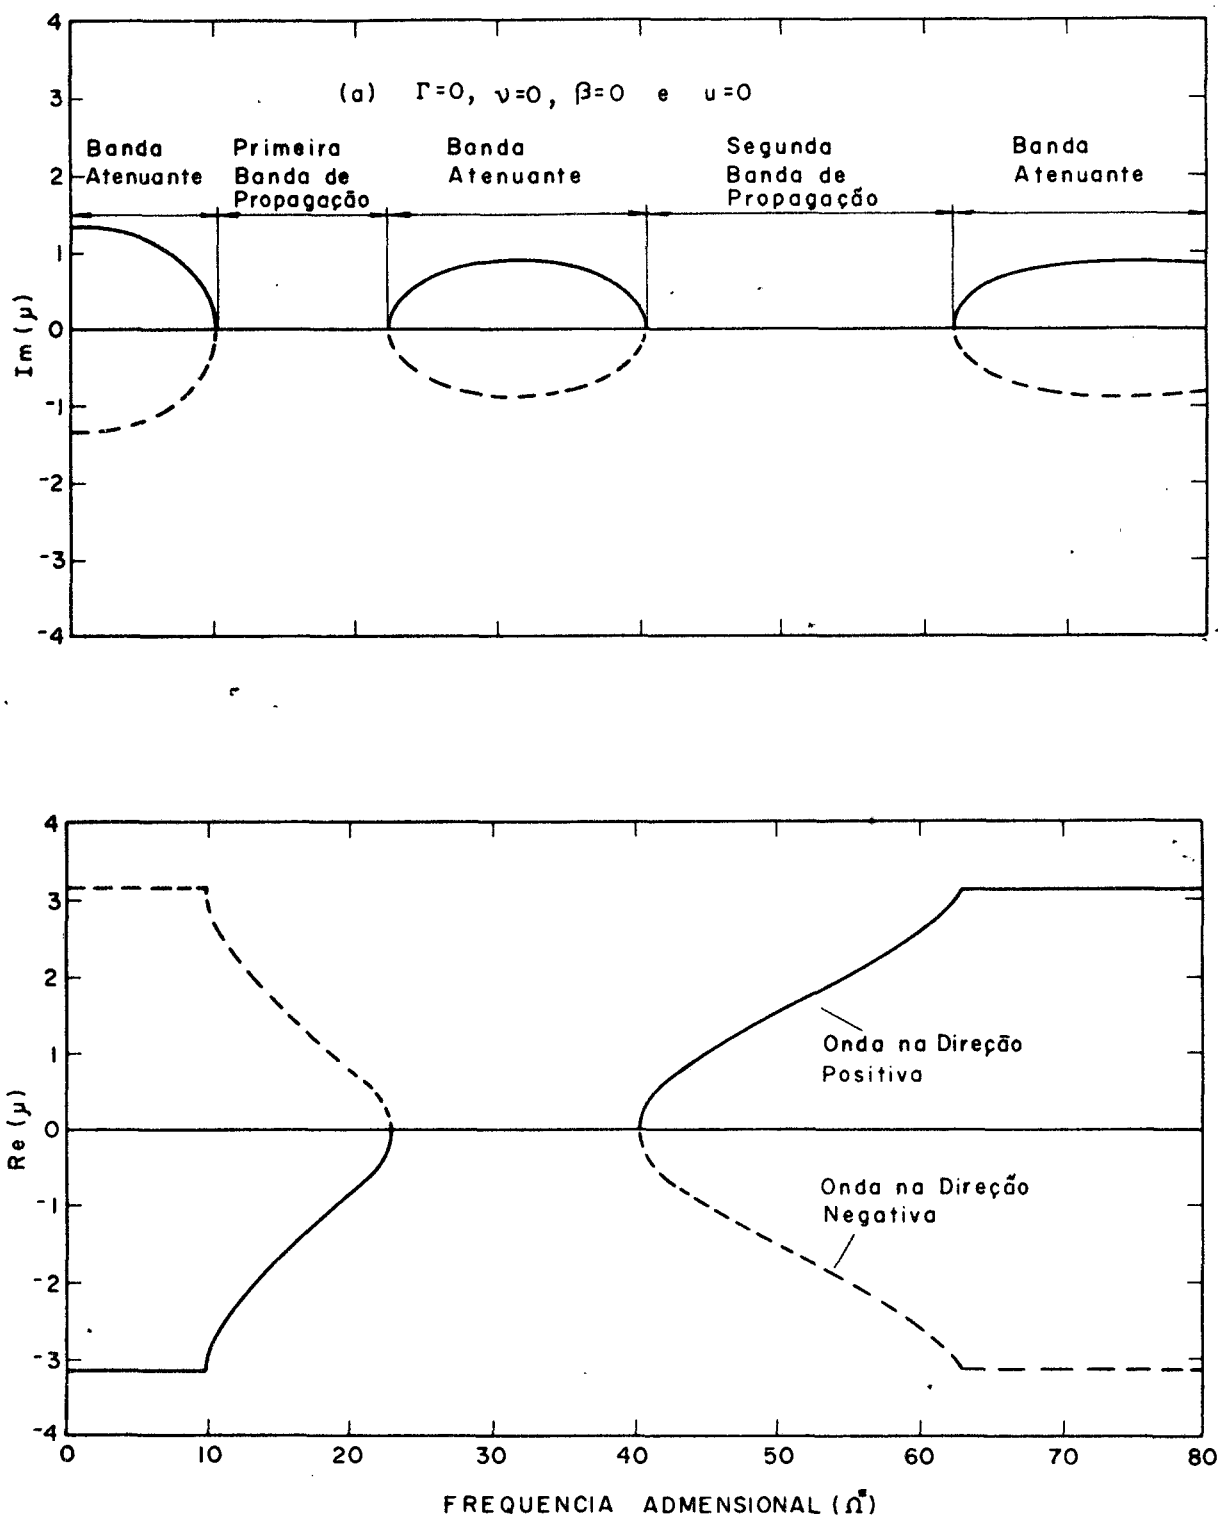 4
3
2
1
0
-1
-2
-3
-4
Im (μ)
(a) Γ=0, ν=0, β=0 e u=0
Banda
Atenuante
Primeira
Banda de
Propagação
Banda
Atenuante
Segunda
Banda de
Propagação
Banda
Atenuante
4
3
2
1
0
-1
-2
-3
-4
Re (μ)
Onda na Direção
Positiva
Onda na Direção
Negativa
0 10 20 30 40 50 60 70 80
FREQUENCIA ADMENSIONAL (Ω*)